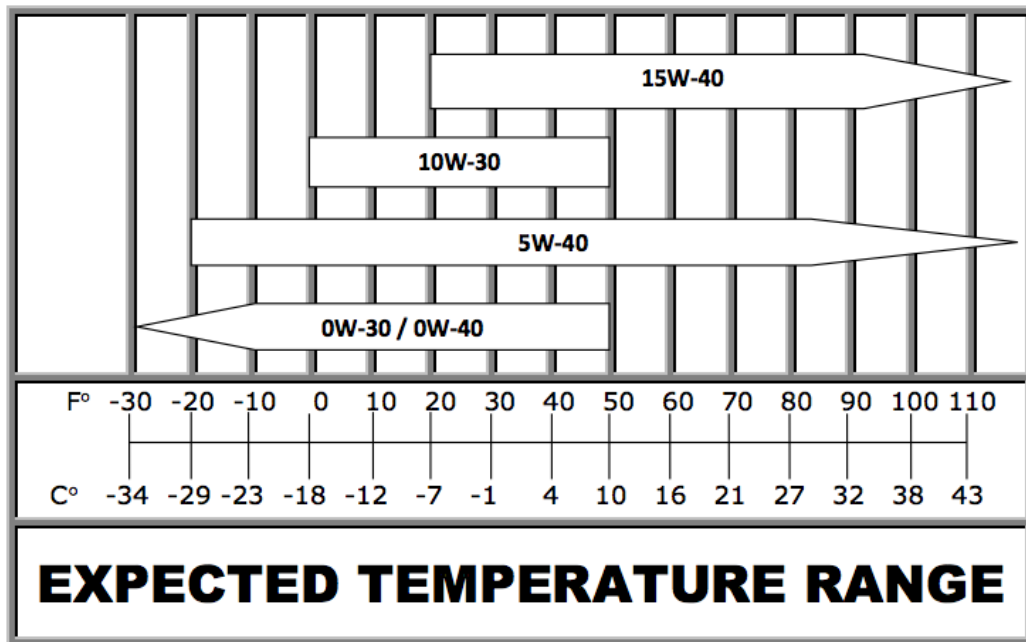 15W-40
10W-30
5W-40
0W-30 / 0W-40
Fº -30 -20 -10 0 10 20 30 40 50 60 70 80 90 100 110
Cº -34 -29 -23 -18 -12 -7 -1 4 10 16 21 27 32 38 43
EXPECTED TEMPERATURE RANGE